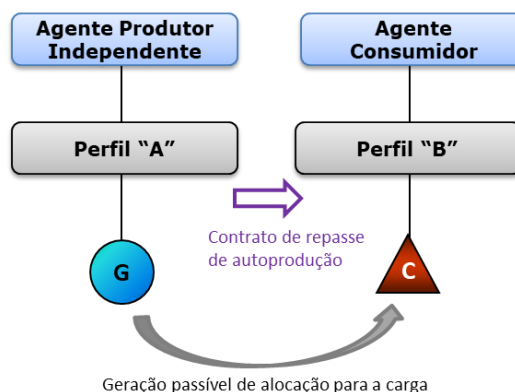 Agente Produtor
Independente
Agente
Consumidor
Perfil “A”
Perfil “B”
Contrato de repasse
de autoprodução
G
C
Geração passível de alocação para a carga